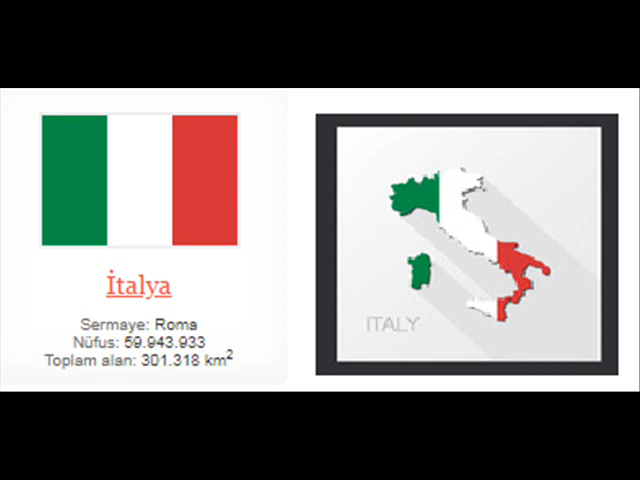 İtalya
Sermaye: Roma
Nüfus: 59.943.933
Toplam alan: 301.318 km²
ITALY